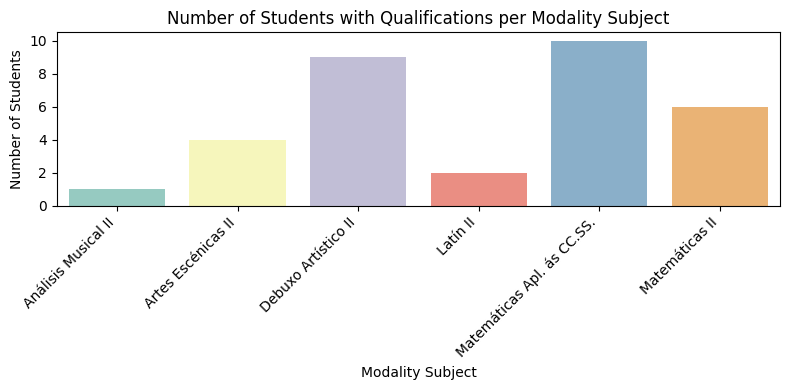 Number of Students with Qualifications per Modality Subject
Number of Students
10
8
6
4
2
0
Análisis Musical II
Artes Escénicas II
Debuxo Artístico II
Latín II
Matemáticas Apl. ás CC.SS.
Matemáticas II
Modality Subject